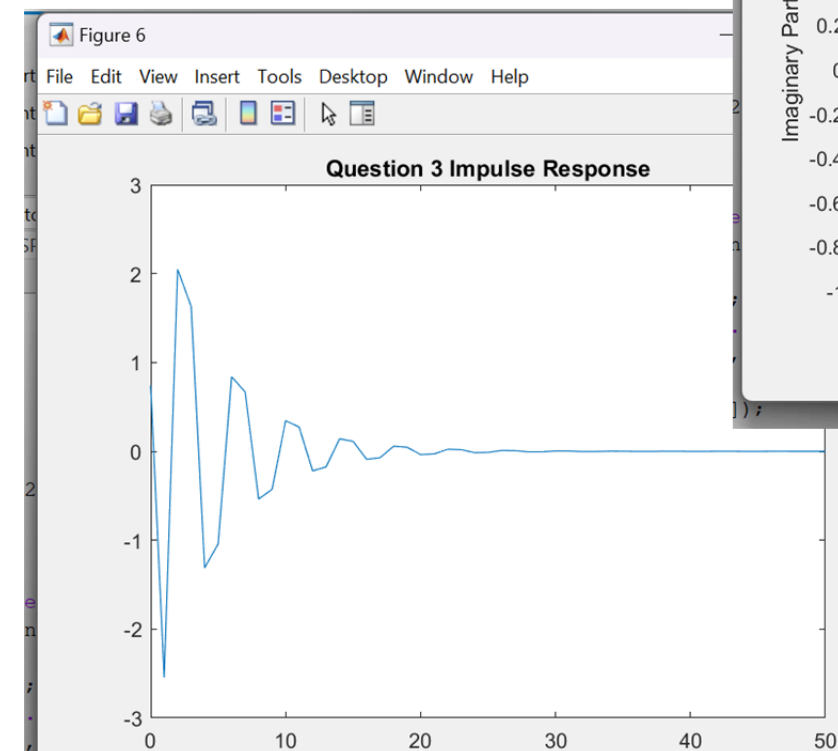 Figure 6
File Edit View Insert Tools Desktop Window Help
Question 3 Impulse Response
3
2
1
0
-1
-2
-3
0 10 20 30 40 50
Imaginary Part
0.2
0
-0.2
-0.4
-0.6
-0.8
]);